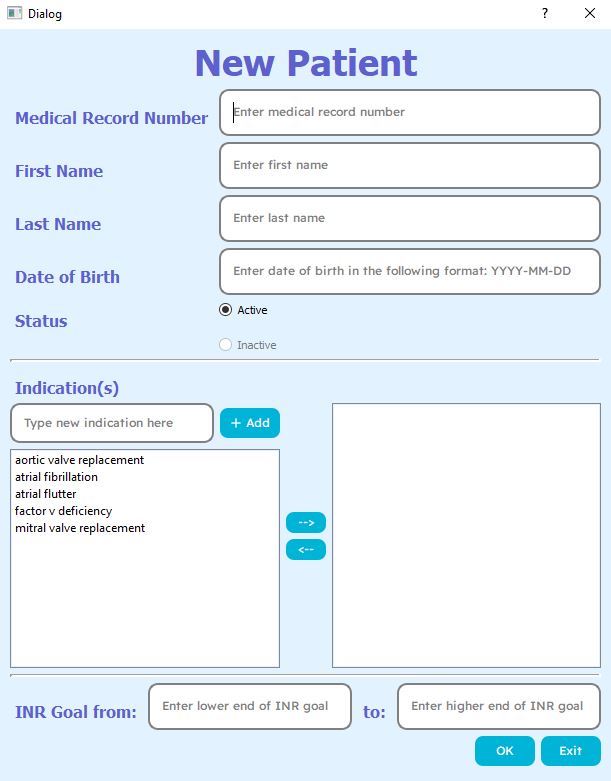 Dialog
?
New Patient
Medical Record Number
Enter medical record number
First Name
Enter first name
Last Name
Enter last name
Date of Birth
Enter date of birth in the following format: YYYY-MM-DD
Status
Active
Inactive
Indication(s)
Type new indication here
+ Add
aortic valve replacement
atrial fibrillation
atrial flutter
factor v deficiency
mitral valve replacement
-->
<--
INR Goal from:
Enter lower end of INR goal
to:
Enter higher end of INR goal
OK
Exit